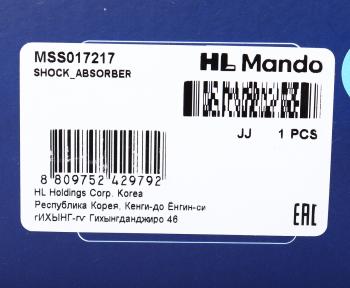 MSS017217
SHOCK_ABSORBER
HL Mando
JJ 1 PCS
8 809752 429792
HL Holdings Corp. Korea
Республика Корея, Кенги-до Ёнгин-си
гИХЫНГ-гу Гихынгданджиро 46
EAC